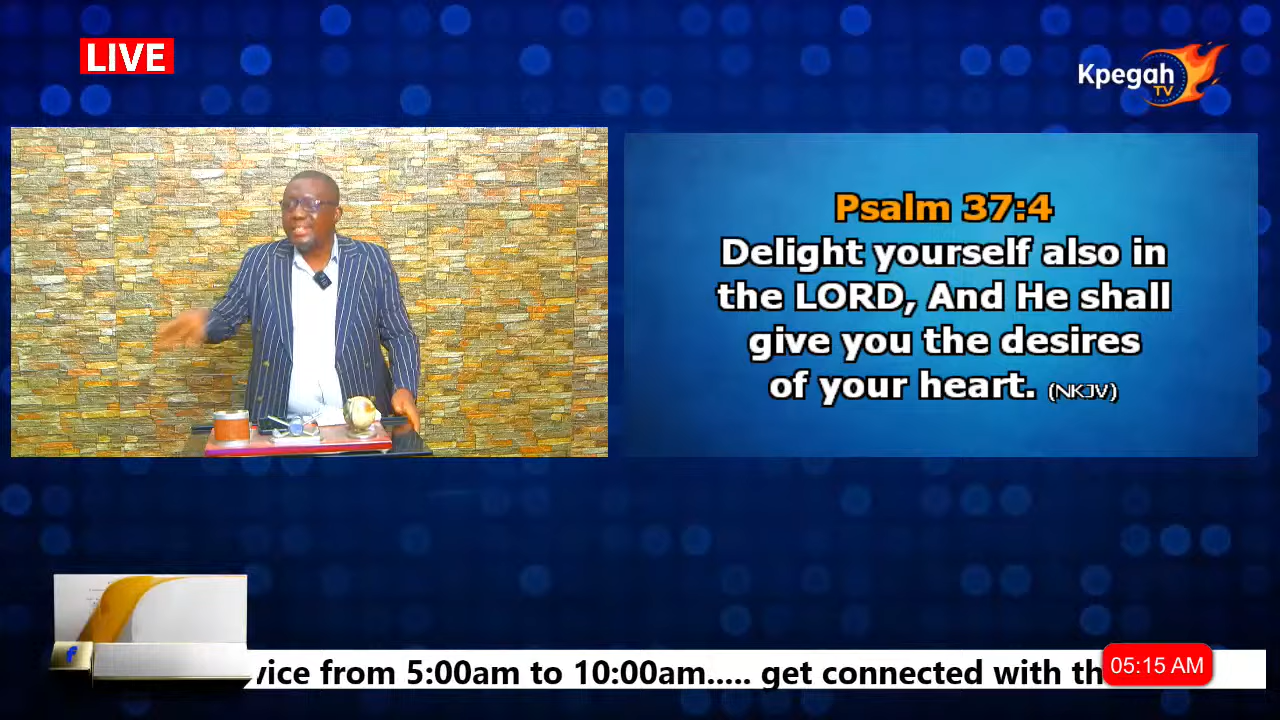 LIVE
Kpegah
TV
Psalm 37:4
Delight yourself also in
the LORD, And He shall
give you the desires
of your heart. (NKJV)
vice from 5:00am to 10:00am..... get connected with th
05:15 AM